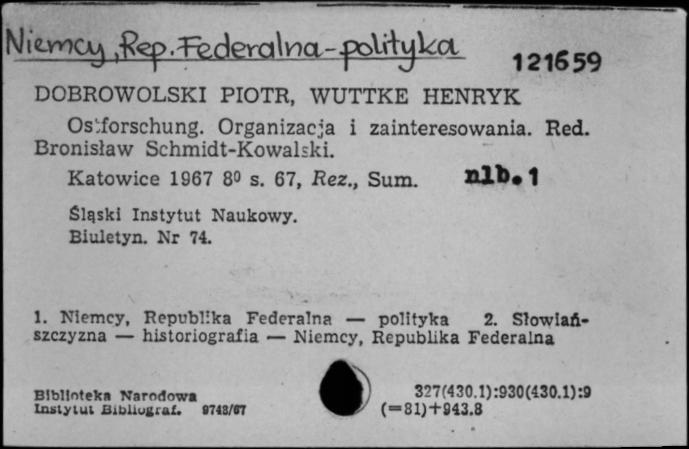 Niemcy, Rep. Federalna - polityka
121659
DOBROWOLSKI PIOTR, WUTTKE HENRYK
Ostforschung. Organizacja i zainteresowania. Red.
Bronisław Schmidt-Kowalski.
Katowice 1967 8º s. 67, Rez., Sum. nlb. 1
Śląski Instytut Naukowy.
Biuletyn. Nr 74.
1. Niemcy, Republika Federalna — polityka 2. Słowiań-
szczyzna — historiografia — Niemcy, Republika Federalna
Biblioteka Narodowa
Instytut Bibliograf. 9748/67
327(430.1):930(430.1):9
(=81)+943.8